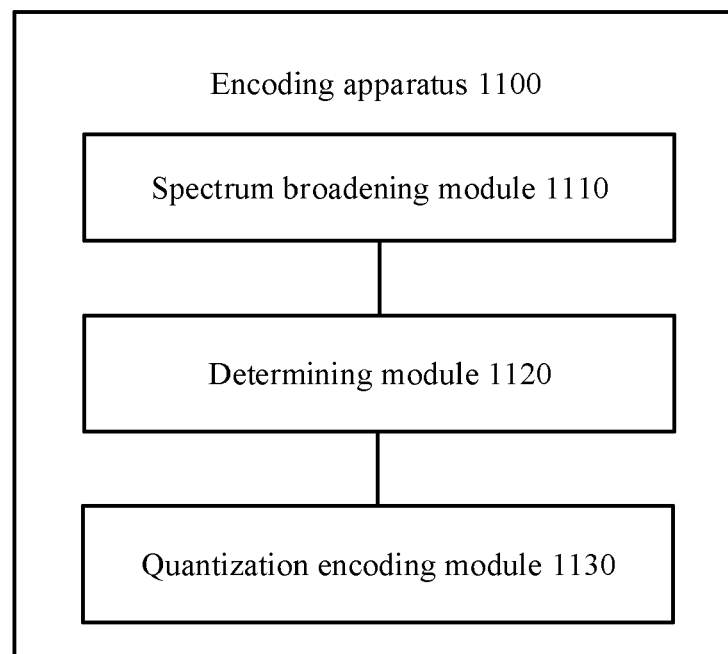 Encoding apparatus 1100
Spectrum broadening module 1110
Determining module 1120
Quantization encoding module 1130